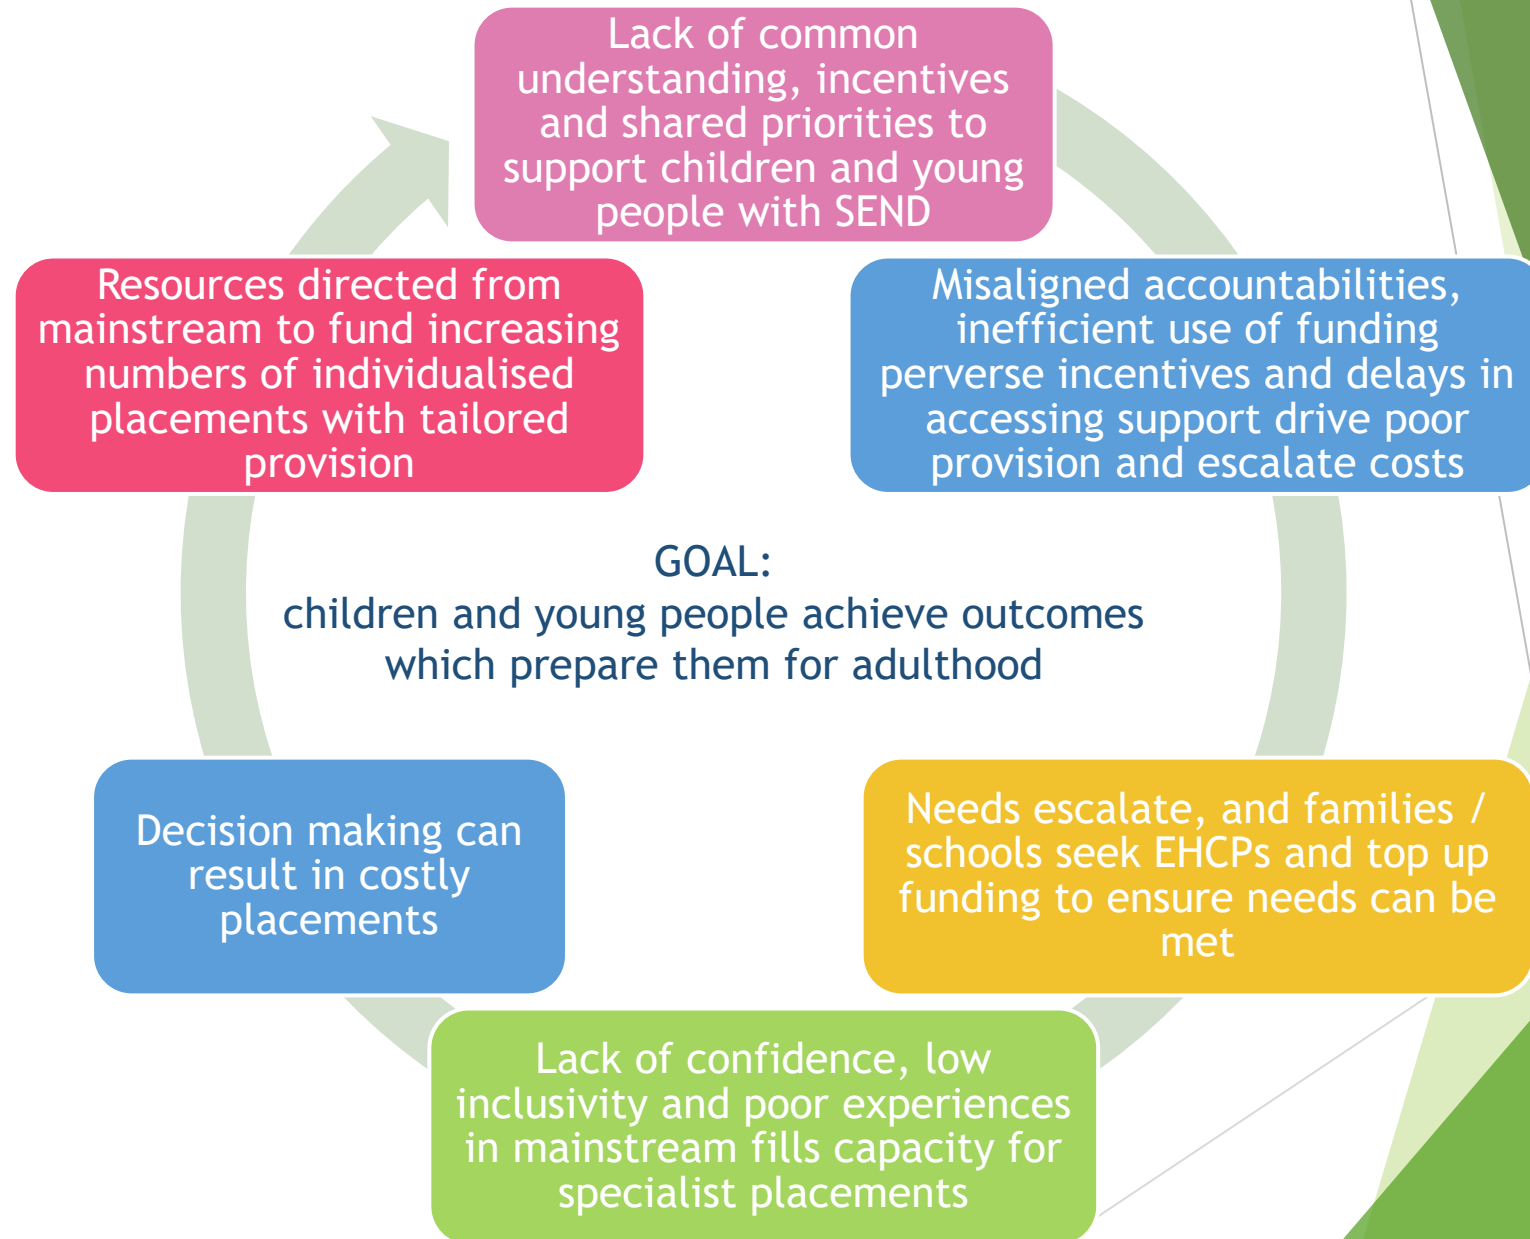 Lack of common
understanding, incentives
and shared priorities to
support children and young
people with SEND
Misaligned accountabilities,
inefficient use of funding
perverse incentives and delays in
accessing support drive poor
provision and escalate costs
Needs escalate, and families /
schools seek EHCPs and top up
funding to ensure needs can be
met
Lack of confidence, low
inclusivity and poor experiences
in mainstream fills capacity for
specialist placements
Decision making can
result in costly
placements
Resources directed from
mainstream to fund increasing
numbers of individualised
placements with tailored
provision
GOAL:
children and young people achieve outcomes
which prepare them for adulthood